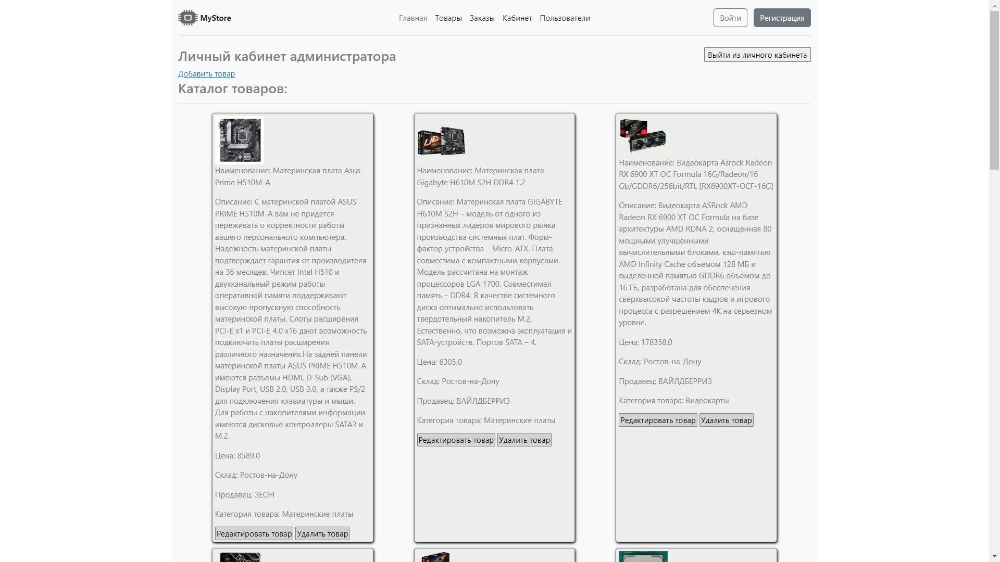 MyStore
Главная Товары Заказы Кабинет Пользователи
Войти Регистрация
Личный кабинет администратора
Выйти из личного кабинета
Добавить товар
Каталог товаров:
Наименование: Материнская плата Asus
Prime H510M-A
Описание: С материнской платой ASUS
PRIME H510M-A вам не придется
переживать о корректности работы
вашего персонального компьютера.
Надежность материнской платы
подтверждает гарантия от производителя
на 36 месяцев. Чипсет Intel H510 и
двухканальный режим работы
оперативной памяти поддерживают
высокую пропускную способность
материнской платы. Слоты расширения
PCI-E x1 и PCI-E 4.0 x16 дают возможность
подключить платы расширения
различного назначения.На задней панели
материнской платы ASUS PRIME H510M-A
имеются разъемы HDMI, D-Sub (VGA),
Display Port, USB 2.0, USB 3.0, а также PS/2
для подключения клавиатуры и мыши.
Для работы с накопителями информации
имеются дисковые контроллеры SATA3 и
M.2.
Цена: 8589.0
Склад: Ростов-на-Дону
Продавец: ЗЕОН
Категория товара: Материнские платы
Редактировать товар Удалить товар
Наименование: Материнская плата
Gigabyte H610M S2H DDR4 1.2
Описание: Материнская плата GIGABYTE
H610M S2H – модель от одного из
признанных лидеров мирового рынка
производства системных плат. Форм-
фактор устройства – Micro-ATX. Плата
совместима с компактными корпусами.
Модель рассчитана на монтаж
процессоров LGA 1700. Совместимая
память – DDR4. В качестве системного
диска оптимально использовать
твердотельный накопитель M.2.
Естественно, что возможна эксплуатация и
SATA-устройств. Портов SATA – 4.
Цена: 6305.0
Склад: Ростов-на-Дону
Продавец: ВАЙЛДБЕРРИЗ
Категория товара: Материнские платы
Редактировать товар Удалить товар
Наименование: Видеокарта Asrock Radeon
RX 6900 XT OC Formula 16G/Radeon/16
Gb/GDDR6/256bit/RTL [RX6900XT-OCF-16G]
Описание: Видеокарта ASRock AMD
Radeon RX 6900 XT OC Formula на базе
архитектуры AMD RDNA 2, оснащенная 80
мощными улучшенными
вычислительными блоками, кэш-памятью
AMD Infinity Cache объемом 128 МБ и
выделенной памятью GDDR6 объемом до
16 ГБ, разработана для обеспечения
сверхвысокой частоты кадров и игрового
процесса с разрешением 4K на серьезном
уровне.
Цена: 178358.0
Склад: Ростов-на-Дону
Продавец: ВАЙЛДБЕРРИЗ
Категория товара: Видеокарты
Редактировать товар Удалить товар